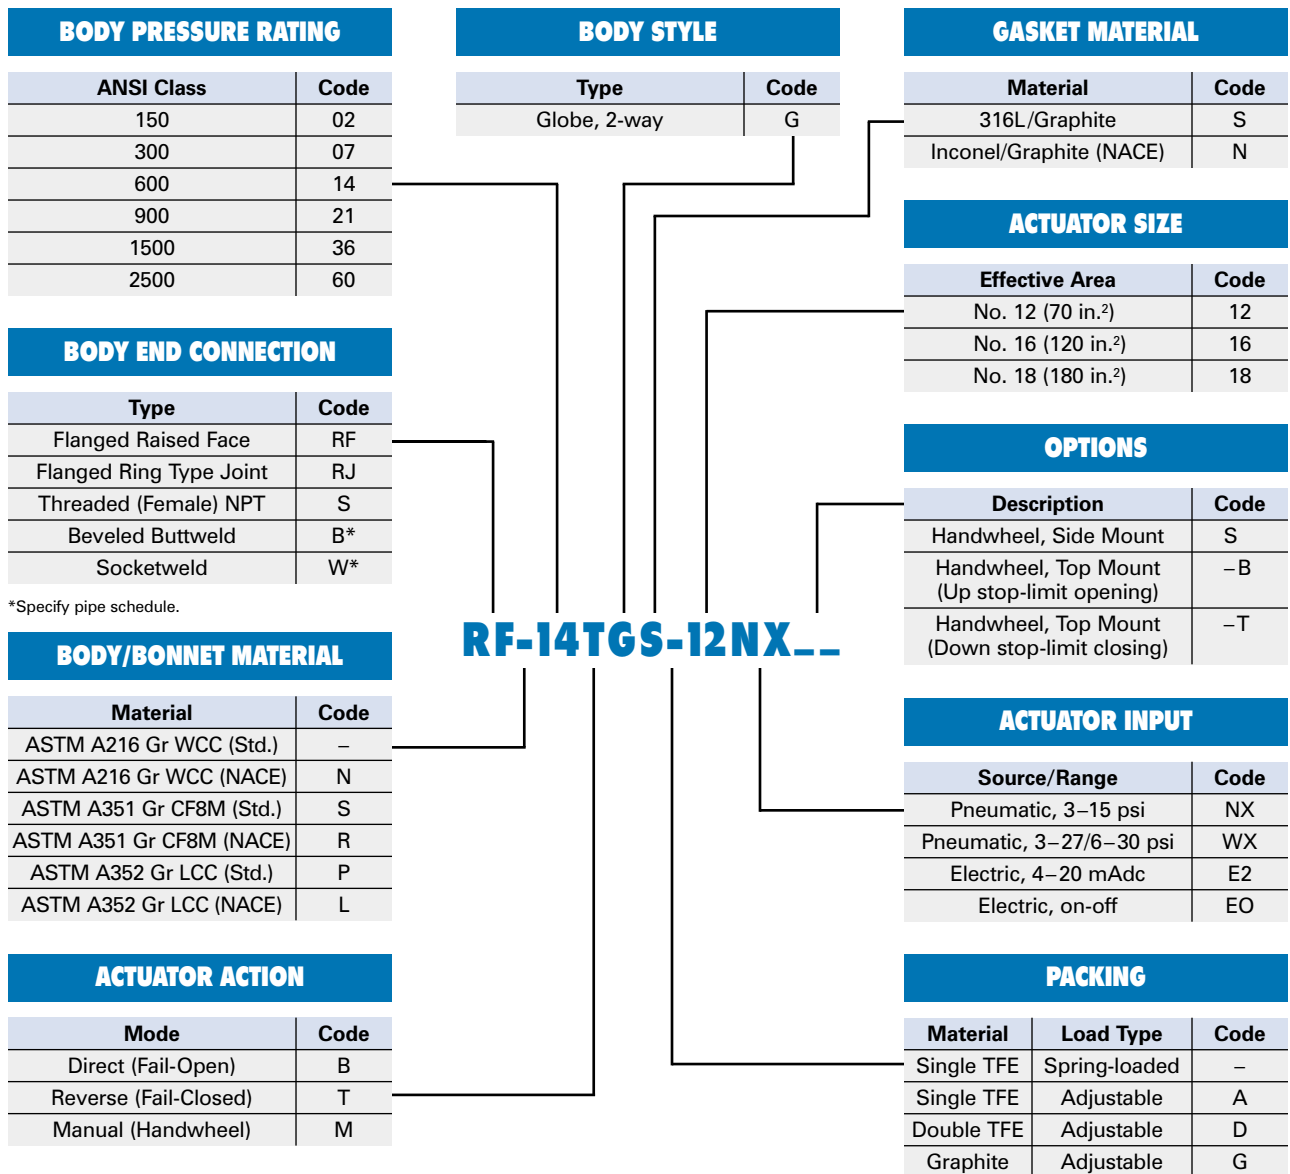 BODY PRESSURE RATING
ANSI Class Code
150 02
300 07
600 14
900 21
1500 36
2500 60
BODY END CONNECTION
Type Code
Flanged Raised Face RF
Flanged Ring Type Joint RJ
Threaded (Female) NPT S
Beveled Buttweld B*
Socketweld W*
*Specify pipe schedule.
BODY/BONNET MATERIAL
Material Code
ASTM A216 Gr WCC (Std.) –
ASTM A216 Gr WCC (NACE) N
ASTM A351 Gr CF8M (Std.) S
ASTM A351 Gr CF8M (NACE) R
ASTM A352 Gr LCC (Std.) P
ASTM A352 Gr LCC (NACE) L
ACTUATOR ACTION
Mode Code
Direct (Fail-Open) B
Reverse (Fail-Closed) T
Manual (Handwheel) M
BODY STYLE
Type Code
Globe, 2-way G
RF-14TGS-12NX_ _
GASKET MATERIAL
Material Code
316L/Graphite S
Inconel/Graphite (NACE) N
ACTUATOR SIZE
Effective Area Code
No. 12 (70 in.²) 12
No. 16 (120 in.²) 16
No. 18 (180 in.²) 18
OPTIONS
Description Code
Handwheel, Side Mount S
Handwheel, Top Mount –B
(Up stop-limit opening)
Handwheel, Top Mount –T
(Down stop-limit closing)
ACTUATOR INPUT
Source/Range Code
Pneumatic, 3–15 psi NX
Pneumatic, 3–27/6–30 psi WX
Electric, 4–20 mAdc E2
Electric, on-off EO
PACKING
Material Load Type Code
Single TFE Spring-loaded –
Single TFE Adjustable A
Double TFE Adjustable D
Graphite Adjustable G